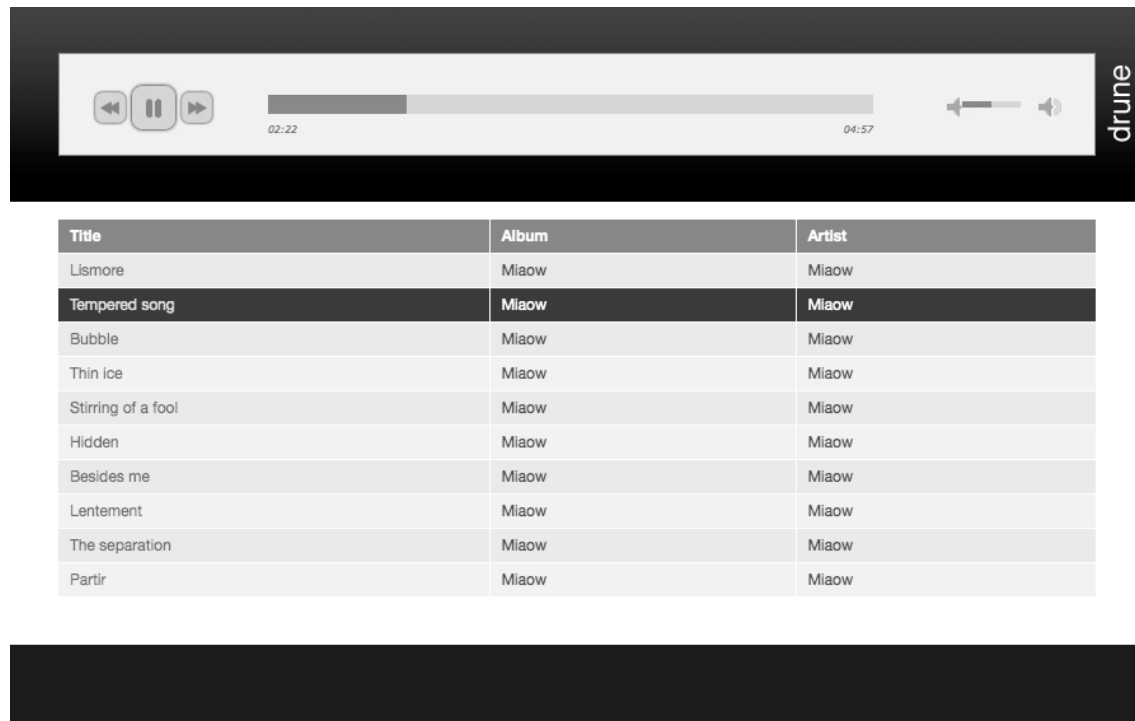 drune
02:22 04:57
Title Album Artist
Lismore Miaow Miaow
Tempered song Miaow Miaow
Bubble Miaow Miaow
Thin ice Miaow Miaow
Stirring of a fool Miaow Miaow
Hidden Miaow Miaow
Besides me Miaow Miaow
Lentement Miaow Miaow
The separation Miaow Miaow
Partir Miaow Miaow